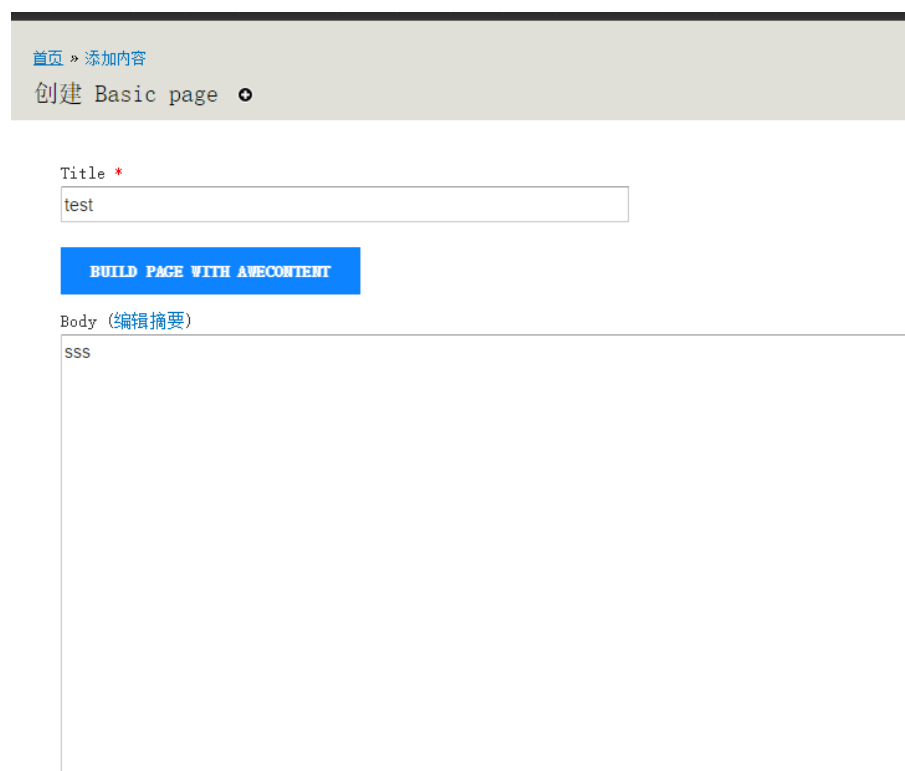 首页 » 添加内容
创建 Basic page
Title *
test
BUILD PAGE WITH AWECONTENT
Body (编辑摘要)
sss